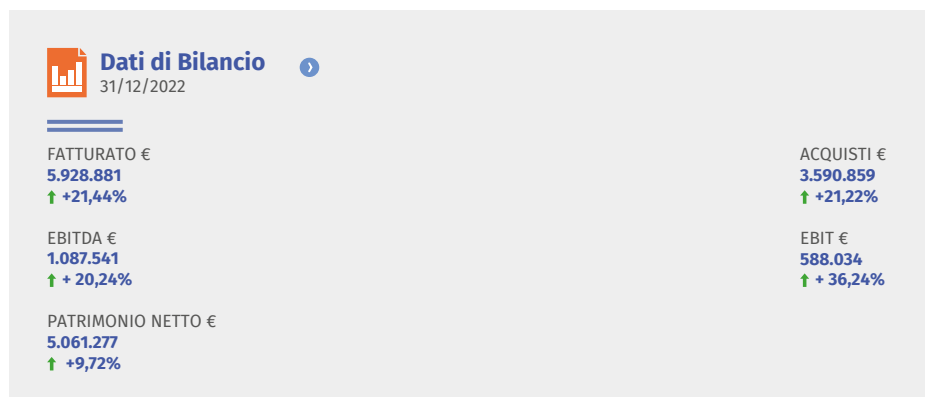 Dati di Bilancio
31/12/2022
FATTURATO €
5.928.881
+21,44%
ACQUISTI €
3.590.859
+21,22%
EBITDA €
1.087.541
+ 20,24%
EBIT €
588.034
+ 36,24%
PATRIMONIO NETTO €
5.061.277
+9,72%